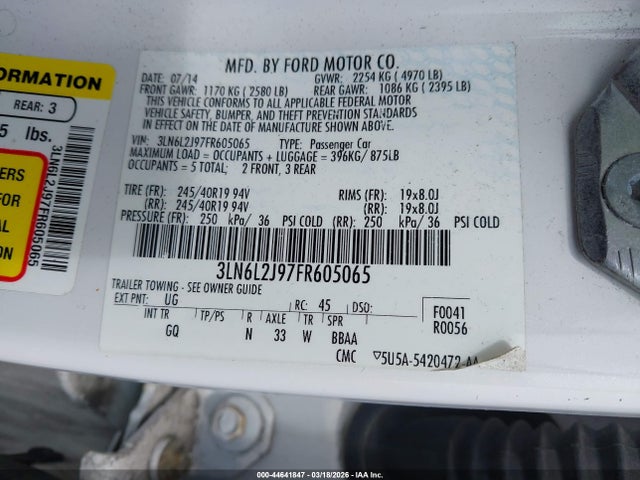 MFD. BY FORD MOTOR CO.
DATE: 07/14 GVWR: 2254 KG ( 4970 LB)
FRONT GAWR: 1170 KG ( 2580 LB) REAR GAWR: 1086 KG ( 2395 LB)
THIS VEHICLE CONFORMS TO ALL APPLICABLE FEDERAL MOTOR
VEHICLE SAFETY, BUMPER, AND THEFT PREVENTION STANDARDS
IN EFFECT ON THE DATE OF MANUFACTURE SHOWN ABOVE.
VIN: 3LN6L2J97FR605065 TYPE: Passenger Car
MAXIMUM LOAD = OCCUPANTS + LUGGAGE = 396KG/ 875LB
OCCUPANTS = 5 TOTAL; 2 FRONT, 3 REAR
TIRE (FR): 245/40R19 94V RIMS (FR): 19x8.0J
(RR): 245/40R19 94V (RR): 19x8.0J
PRESSURE (FR): 250 kPa/ 36 PSI COLD (RR): 250 kPa/ 36 PSI COLD
3LN6L2J97FR605065
TRAILER TOWING - SEE OWNER GUIDE
EXT PNT: UG RC: 45 DSO: F0041
INT TR TP/PS R AXLE TR SPR R0056
GQ N 33 W BBAA
CMC 5U5A-5420472-AA
ORMATION
REAR: 3
5 lbs.
3LN6L2J97FR605065
ERS
FOR
AL
ON
000-44641847 - 03/18/2026 - IAA Inc.